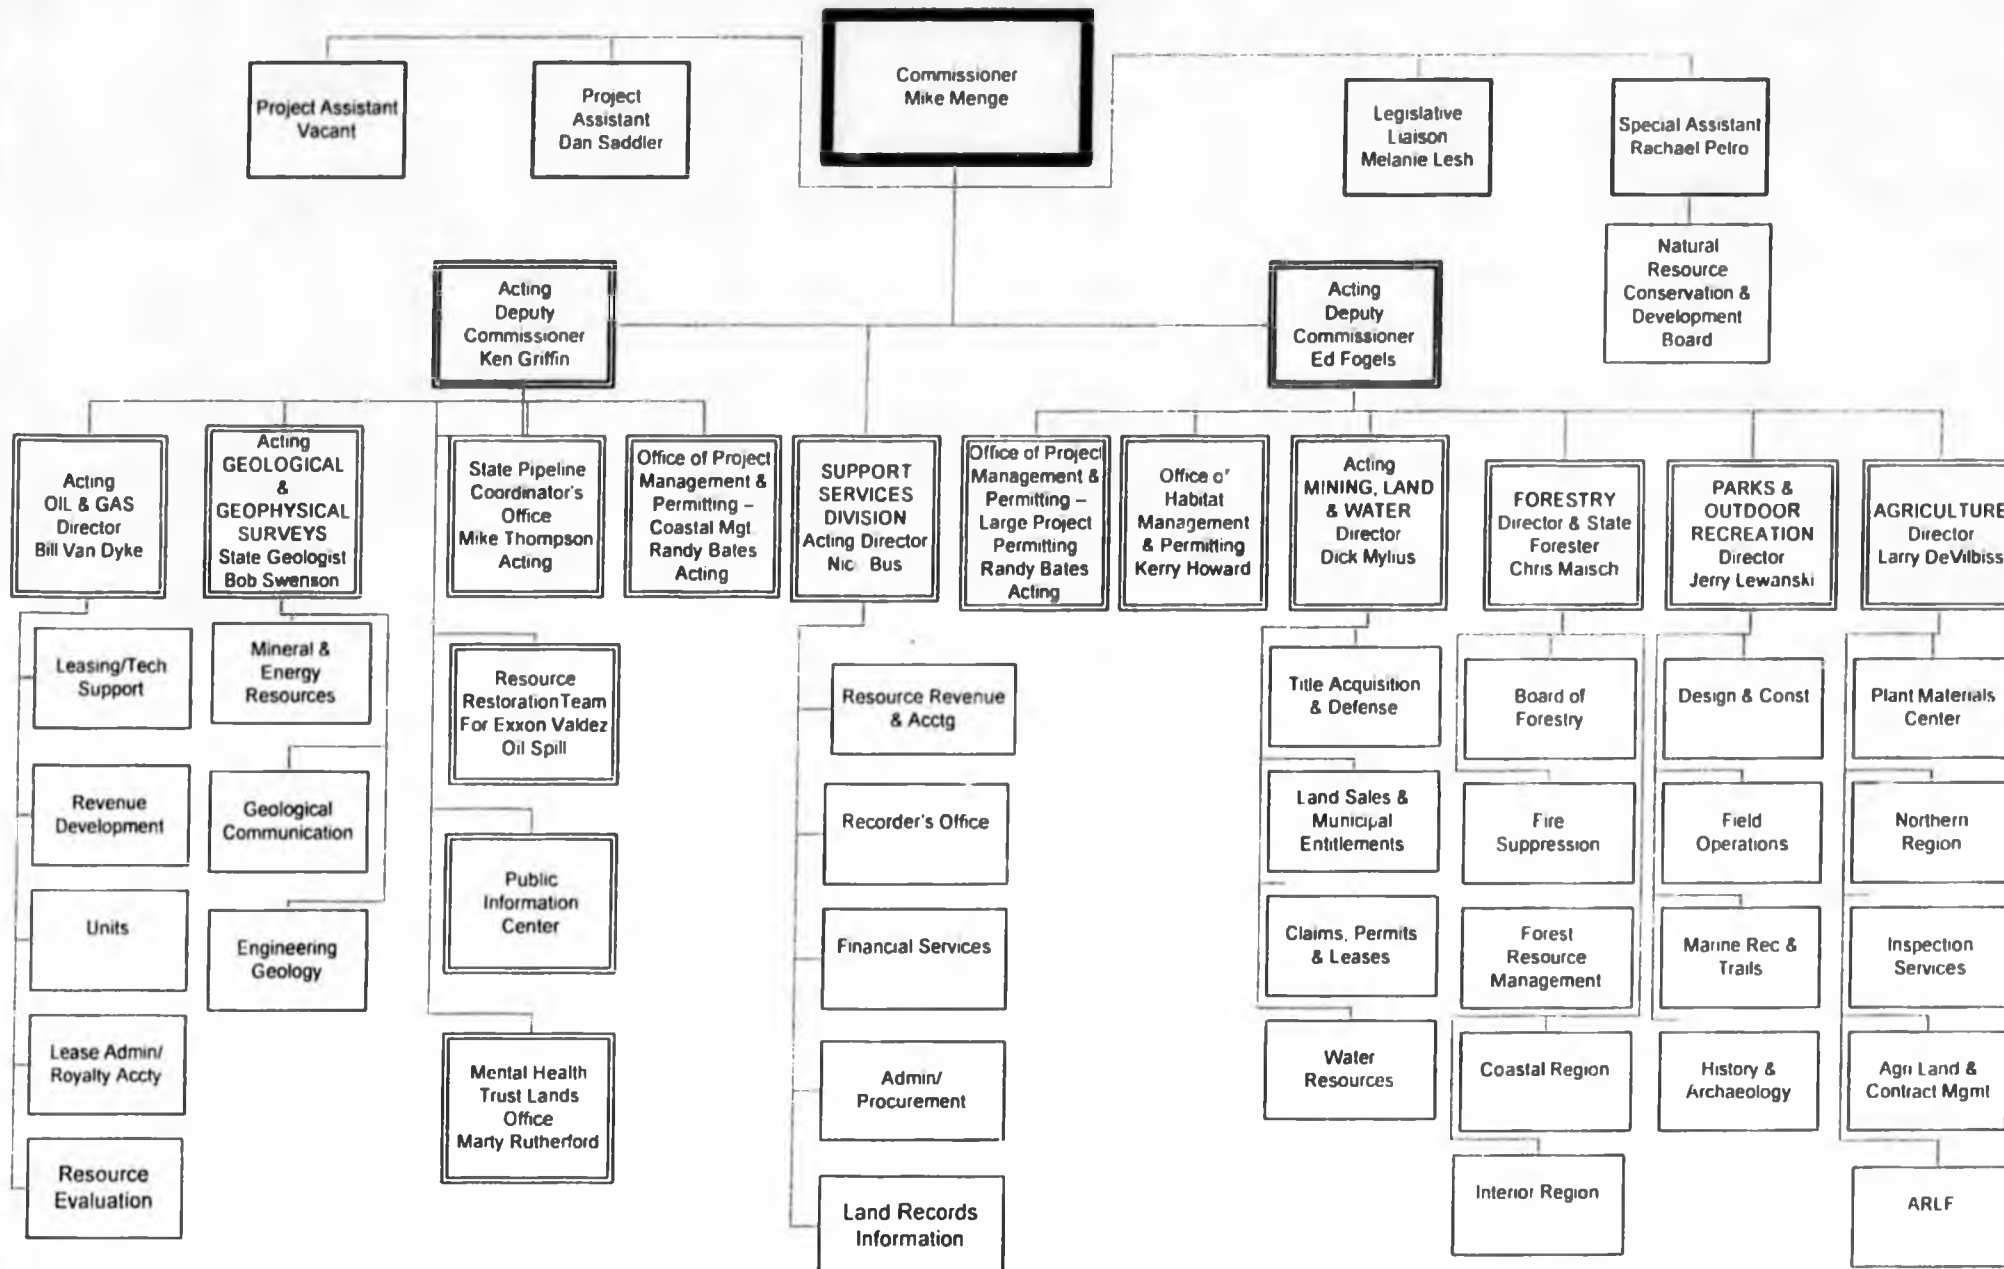 Commissioner
Mike Menge
Project Assistant
Vacant
Project
Assistant
Dan Saddler
Legislative
Liaison
Melanie Lesh
Special Assistant
Rachael Petro
Natural
Resource
Conservation &
Development
Board
Acting
Deputy
Commissioner
Ken Griffin
Acting
Deputy
Commissioner
Ed Fogels
Acting
OIL & GAS
Director
Bill Van Dyke
Acting
GEOLOGICAL
&
GEOPHYSICAL
SURVEYS
State Geologist
Bob Swenson
State Pipeline
Coordinator's
Office
Mike Thompson
Acting
Office of Project
Management &
Permitting –
Coastal Mgt
Randy Bates
Acting
SUPPORT
SERVICES
DIVISION
Acting Director
Bus
Office of Project
Management &
Permitting –
Large Project
Permitting
Randy Bates
Acting
Office of
Habitat
Management
& Permitting
Kerry Howard
Acting
MINING, LAND
& WATER
Director
Dick Mylius
FORESTRY
Director & State
Forester
Chris Maisch
PARKS &
OUTDOOR
RECREATION
Director
Jerry Lewanski
AGRICULTURE
Director
Larry DeVilbiss
Leasing/Tech
Support
Revenue
Development
Units
Lease Admin/
Royalty Accty
Resource
Evaluation
Mineral &
Energy
Resources
Geological
Communication
Engineering
Geology
Resource
Restoration Team
For Exxon Valdez
Oil Spill
Public
Information
Center
Mental Health
Trust Lands
Office
Marty Rutherford
Resource Revenue
& Acctg
Recorder's Office
Financial Services
Admin/
Procurement
Land Records
Information
Title Acquisition
& Defense
Land Sales &
Municipal
Entitlements
Claims, Permits
& Leases
Water
Resources
Board of
Forestry
Fire
Suppression
Forest
Resource
Management
Coastal Region
Interior Region
Design & Const
Field
Operations
Marine Rec &
Trails
History &
Archaeology
Plant Materials
Center
Northern
Region
Inspection
Services
Agri Land &
Contract Mgmt
ARLF